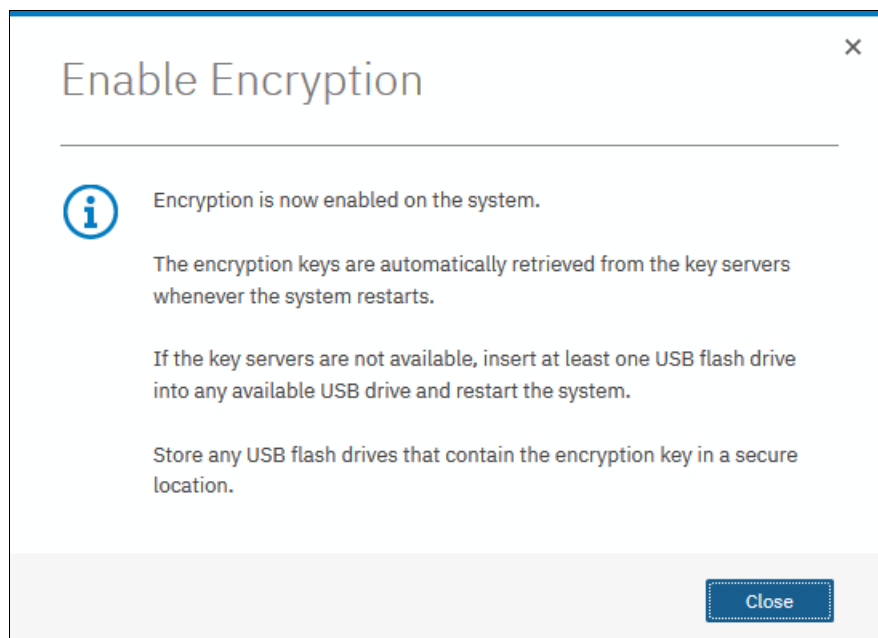 Enable Encryption
Encryption is now enabled on the system.
The encryption keys are automatically retrieved from the key servers
whenever the system restarts.
If the key servers are not available, insert at least one USB flash drive
into any available USB drive and restart the system.
Store any USB flash drives that contain the encryption key in a secure
location.
Close